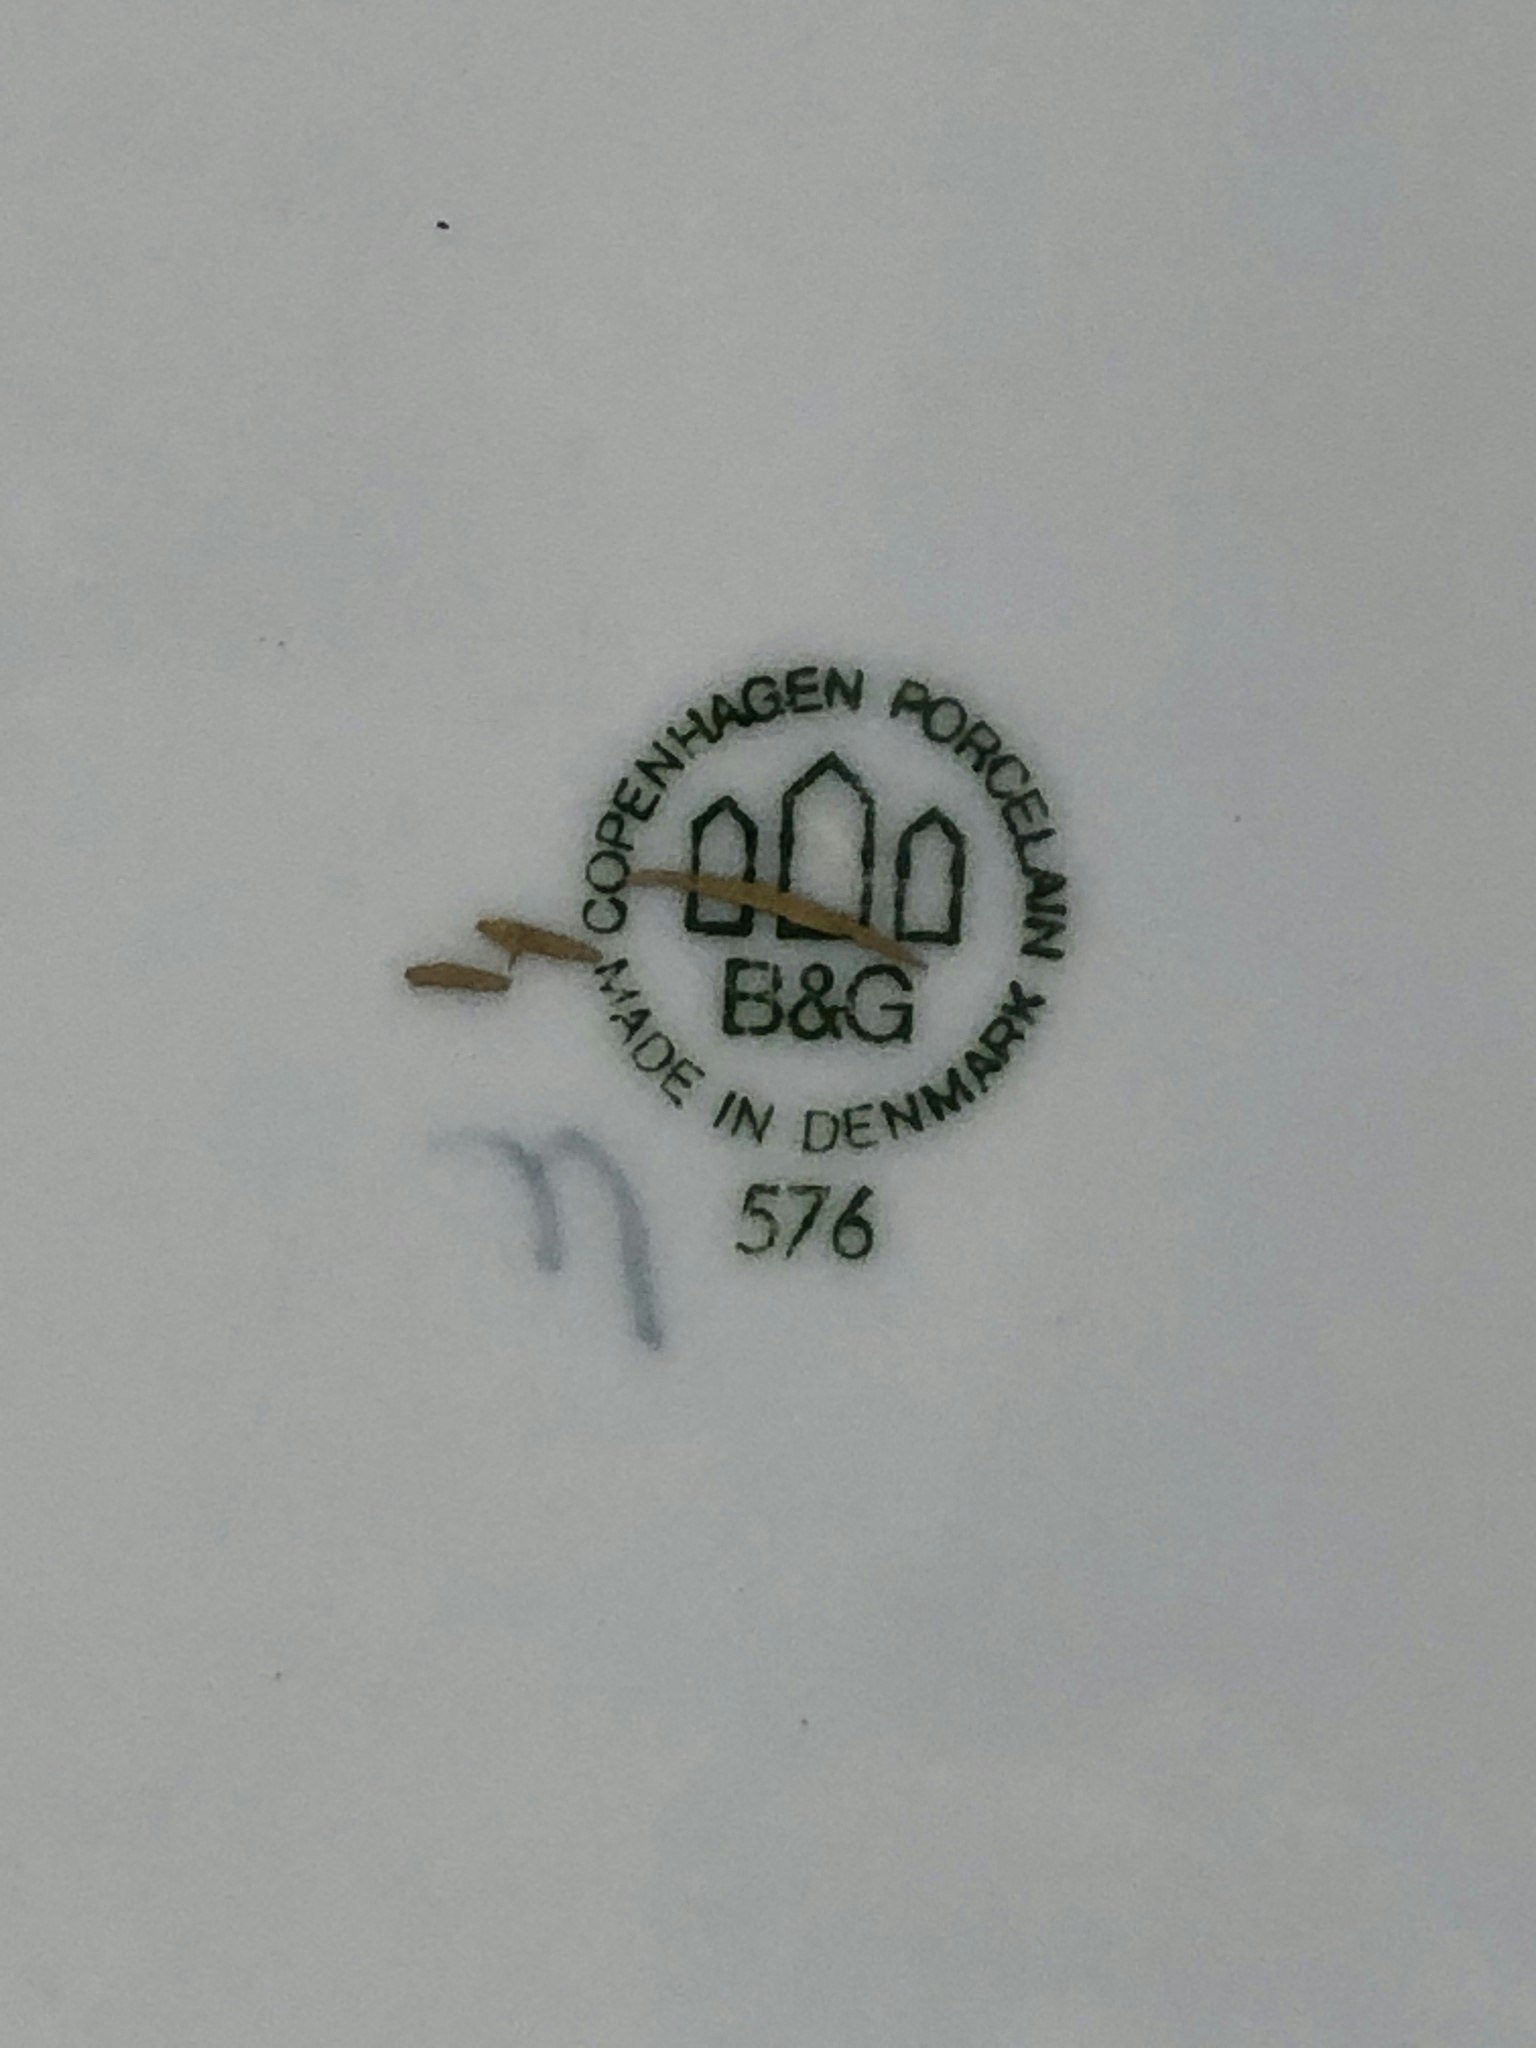 COPENHAGEN PORCELAIN
B&G
MADE IN DENMARK
576